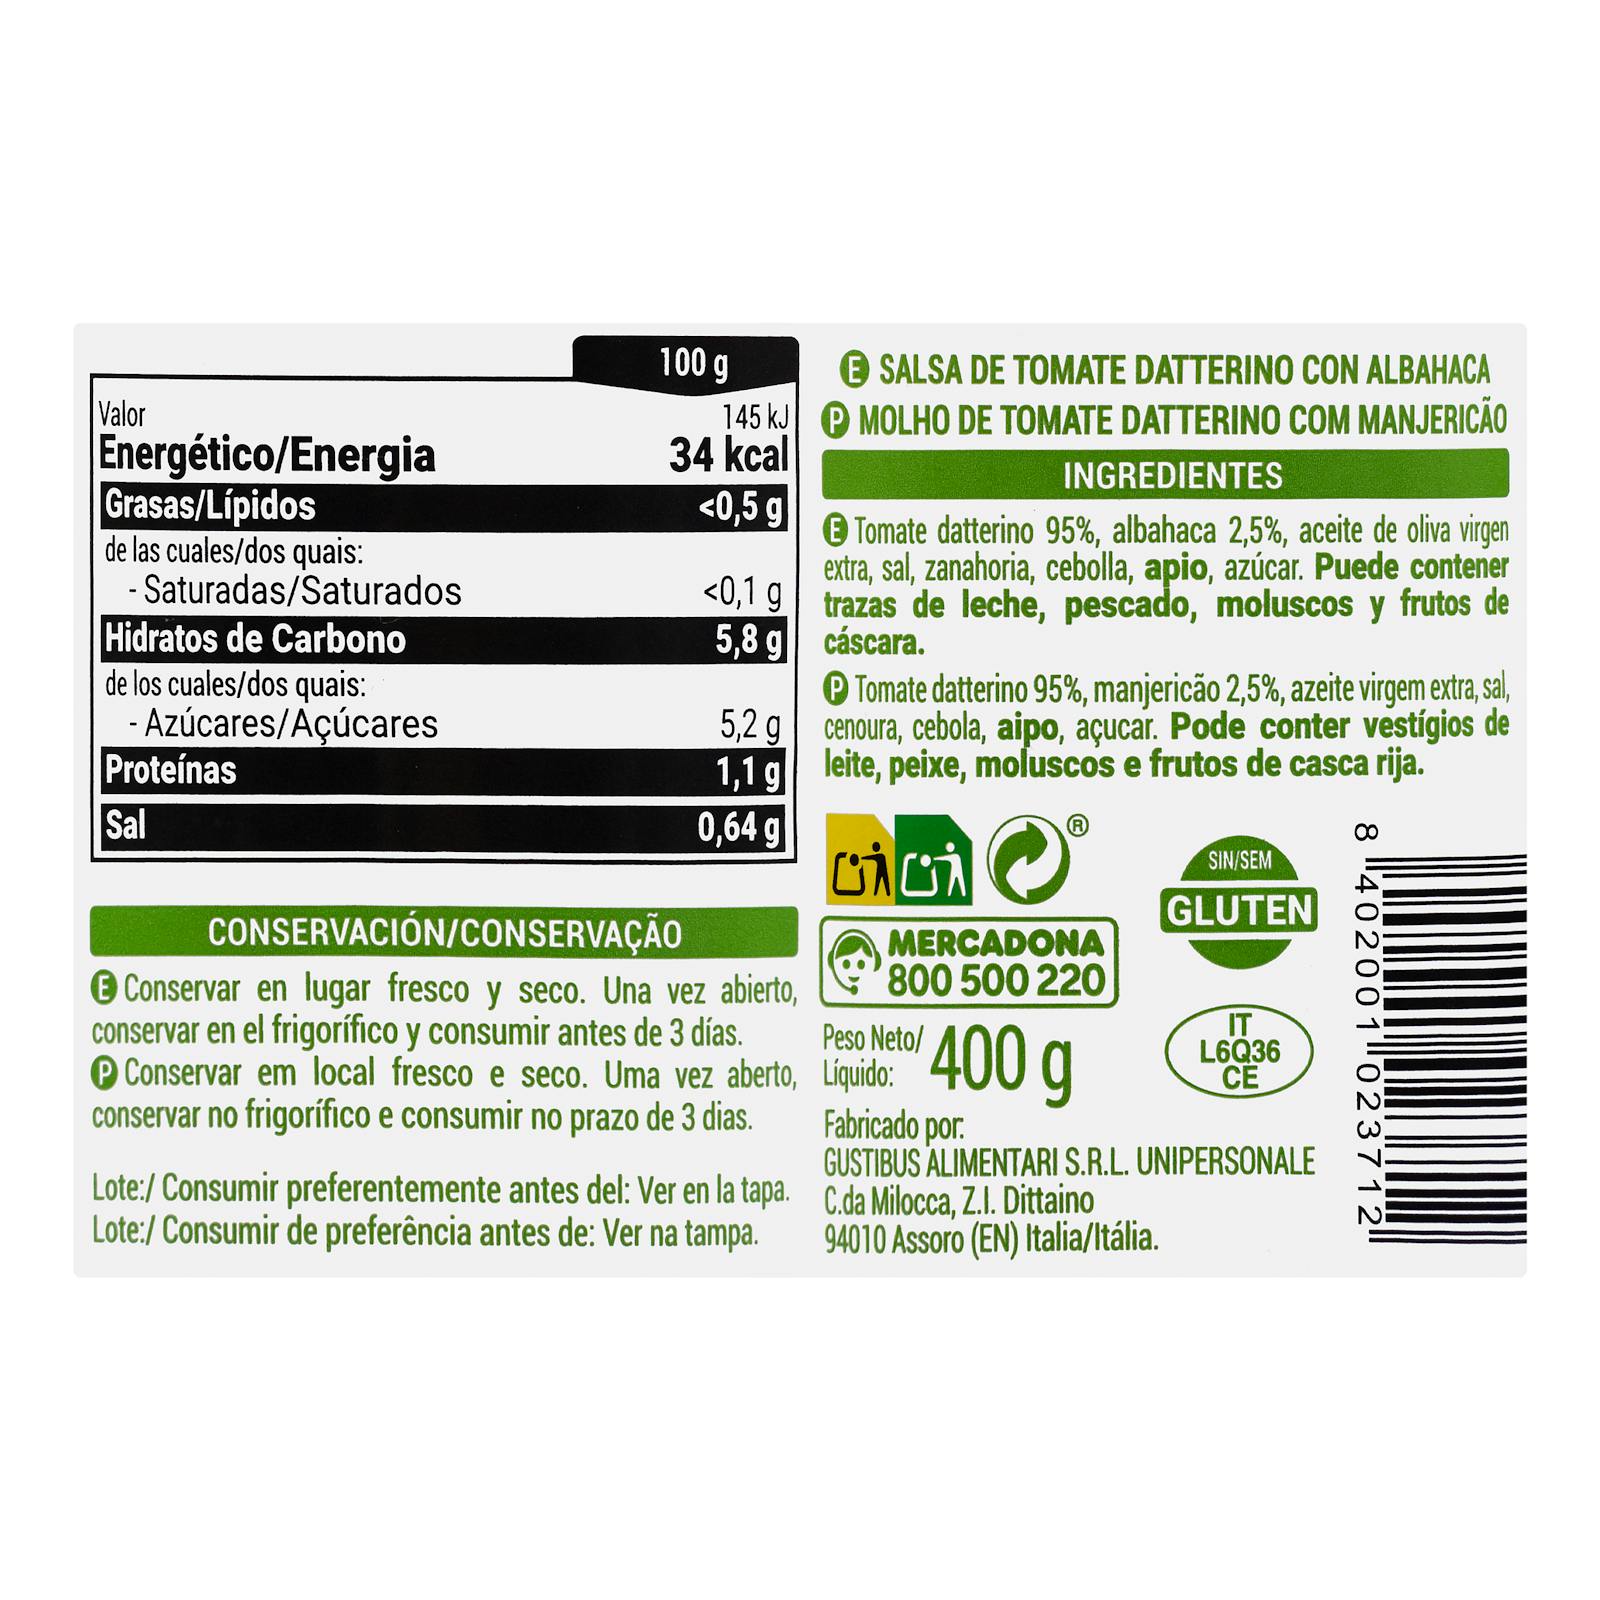 100 g
Valor 145 kJ
Energético/Energia 34 kcal
Grasas/Lípidos <0,5 g
de las cuales/dos quais:
- Saturadas/Saturados <0,1 g
Hidratos de Carbono 5,8 g
de los cuales/dos quais:
- Azúcares/Açúcares 5,2 g
Proteínas 1,1 g
Sal 0,64 g
CONSERVACIÓN/CONSERVAÇÃO
E Conservar en lugar fresco y seco. Una vez abierto,
conservar en el frigorífico y consumir antes de 3 días.
P Conservar em local fresco e seco. Uma vez aberto,
conservar no frigorífico e consumir no prazo de 3 dias.
Lote:/ Consumir preferentemente antes del: Ver en la tapa.
Lote:/ Consumir de preferência antes de: Ver na tampa.
E SALSA DE TOMATE DATTERINO CON ALBAHACA
P MOLHO DE TOMATE DATTERINO COM MANJERICÃO
INGREDIENTES
E Tomate datterino 95%, albahaca 2,5%, aceite de oliva virgen
extra, sal, zanahoria, cebolla, apio, azúcar. Puede contener
trazas de leche, pescado, moluscos y frutos de
cáscara.
P Tomate datterino 95%, manjericão 2,5%, azeite virgem extra, sal,
cenoura, cebola, aipo, açucar. Pode conter vestígios de
leite, peixe, moluscos e frutos de casca rija.
®
SIN/SEM
GLUTEN
MERCADONA
800 500 220
Peso Neto/
Líquido: 400 g
IT
L6Q36
CE
Fabricado por:
GUSTIBUS ALIMENTARI S.R.L. UNIPERSONALE
C.da Milocca, Z.I. Dittaino
94010 Assoro (EN) Italia/Itália.
8 402001 023712